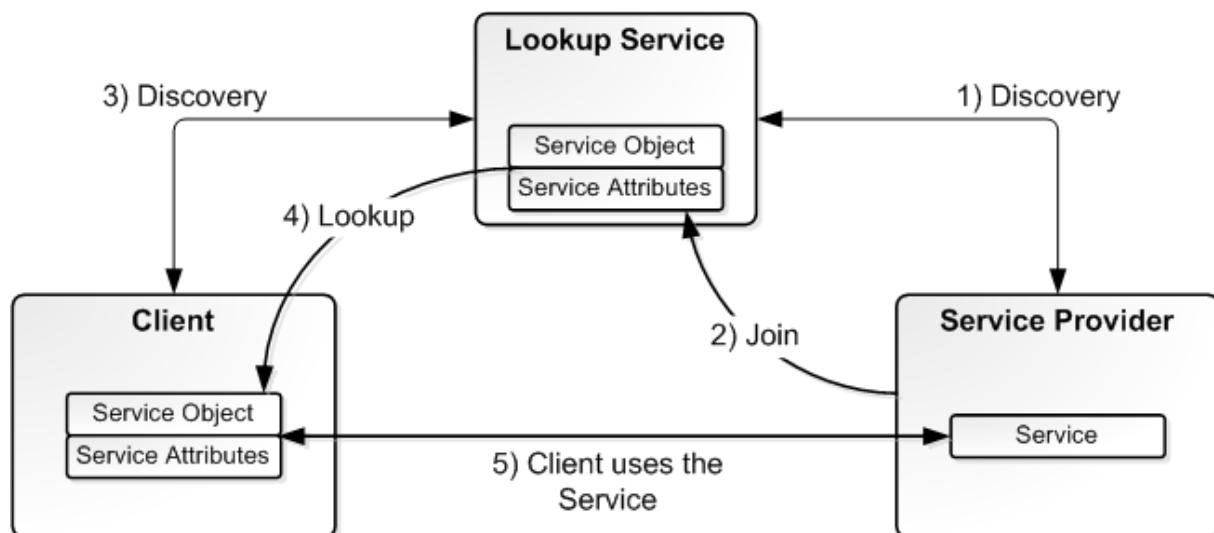 Lookup Service
3) Discovery
1) Discovery
Service Object
Service Attributes
4) Lookup
Client
Service Provider
2) Join
Service Object
Service Attributes
Service
5) Client uses the
Service